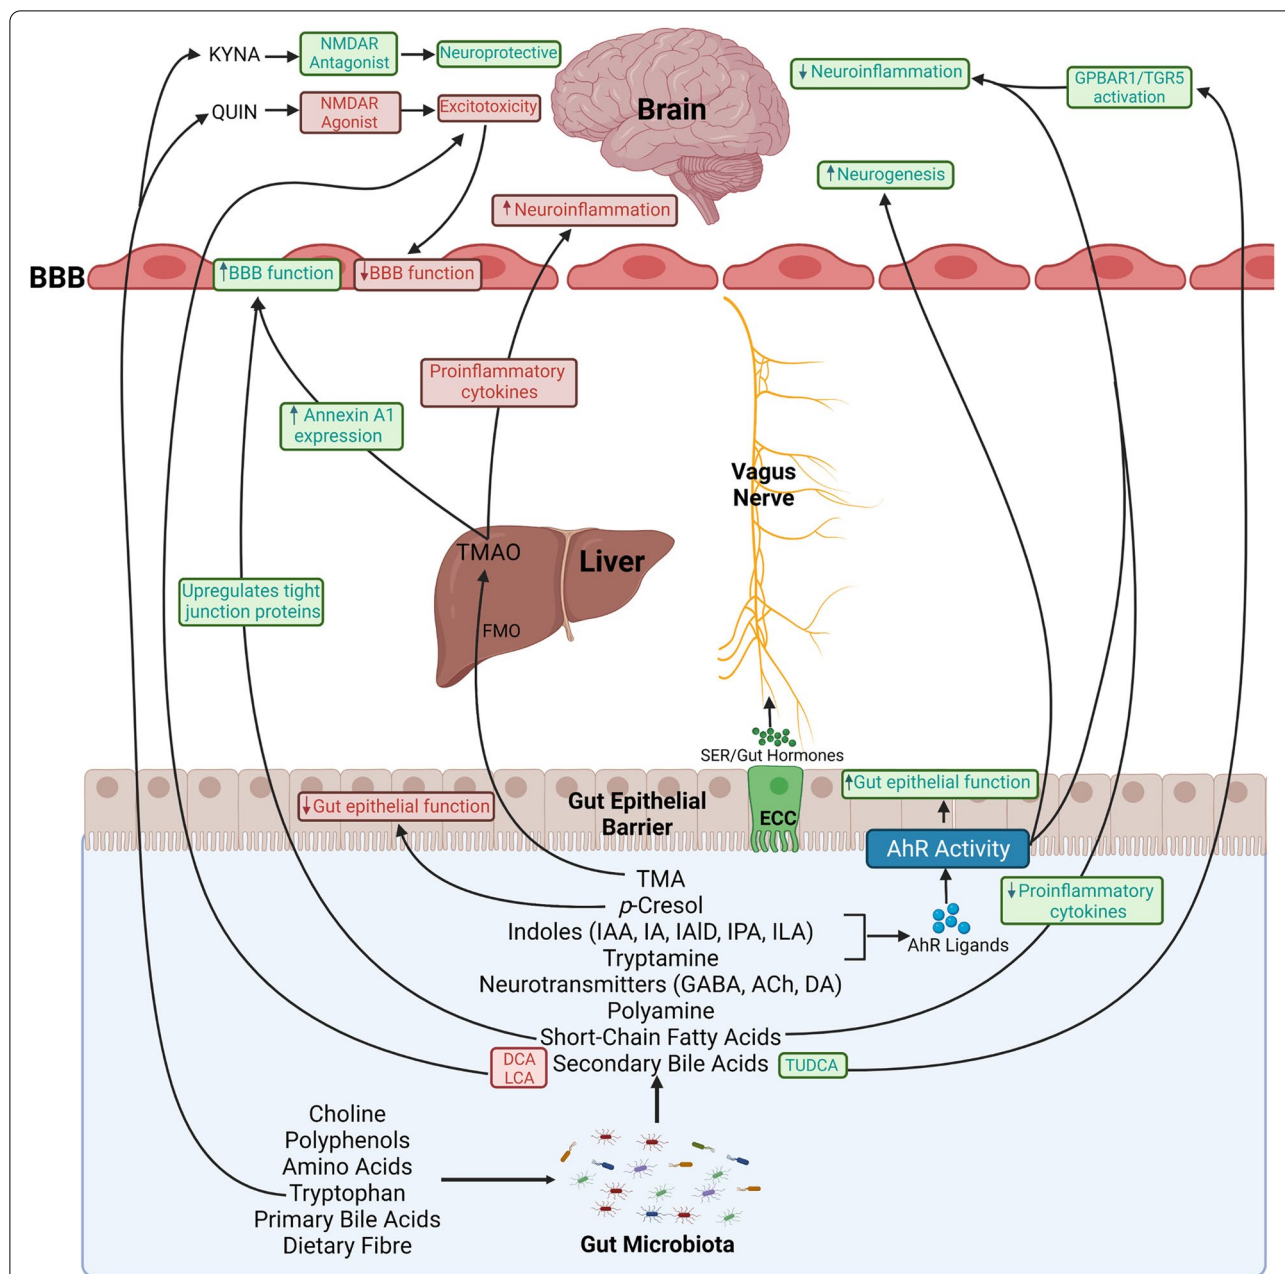 KYNA
NMDAR
Antagonist
Neuroprotective
QUIN
NMDAR
Agonist
Excitotoxicity
Brain
↓ Neuroinflammation
GPBAR1/TGR5
activation
↑Neurogenesis
↑ Neuroinflammation
BBB
↑BBB function
↓BBB function
Proinflammatory
cytokines
↑ Annexin A1
expression
Vagus
Nerve
TMAO
Liver
FMO
Upregulates tight
junction proteins
SER/Gut Hormones
↓Gut epithelial function
Gut Epithelial
Barrier
ECC
↑Gut epithelial function
AhR Activity
TMA
p-Cresol
Indoles (IAA, IA, IAlD, IPA, ILA)
Tryptamine
Neurotransmitters (GABA, ACh, DA)
Polyamine
Short-Chain Fatty Acids
Secondary Bile Acids
AhR Ligands
↓Proinflammatory
cytokines
DCA
LCA
TUDCA
Choline
Polyphenols
Amino Acids
Tryptophan
Primary Bile Acids
Dietary Fibre
Gut Microbiota